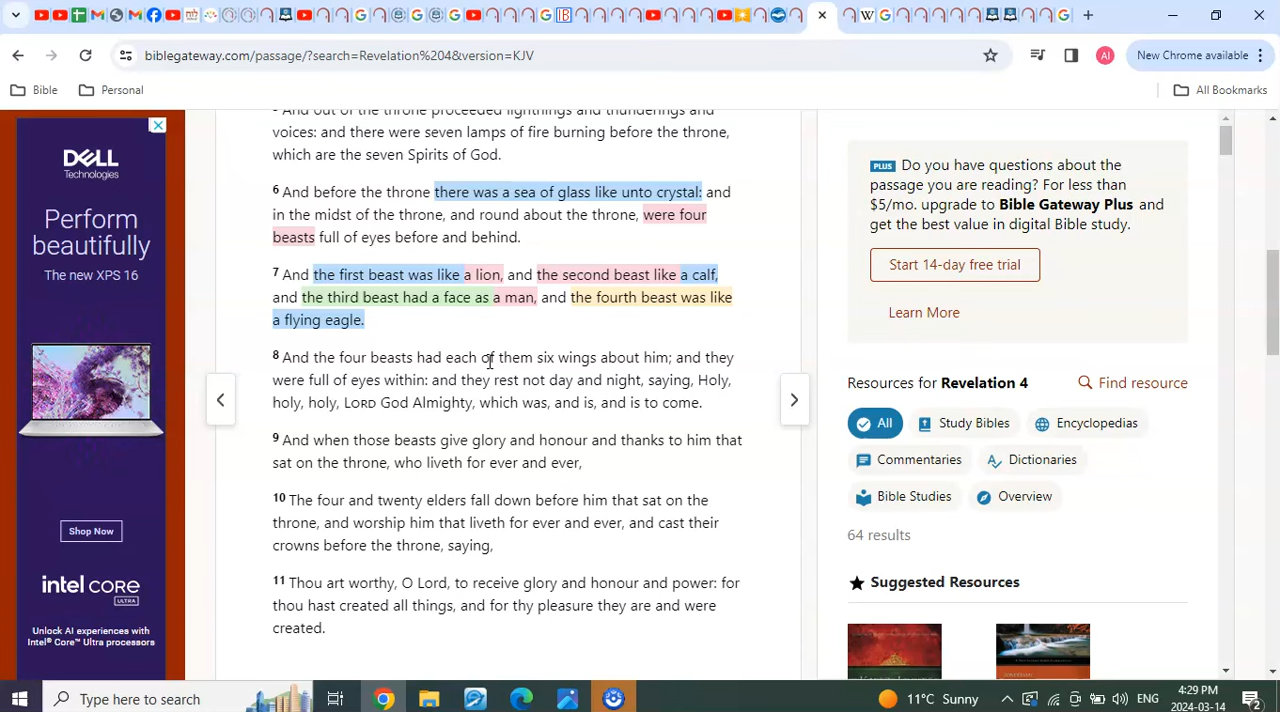 biblegateway.com/passage/?search=Revelation%204&version=KJV
New Chrome available
Bible
Personal
All Bookmarks
And out of the throne proceeded lightnings and thunderings and
voices: and there were seven lamps of fire burning before the throne,
which are the seven Spirits of God.
6 And before the throne there was a sea of glass like unto crystal: and
in the midst of the throne, and round about the throne, were four
beasts full of eyes before and behind.
7 And the first beast was like a lion, and the second beast like a calf,
and the third beast had a face as a man, and the fourth beast was like
a flying eagle.
8 And the four beasts had each of them six wings about him; and they
were full of eyes within: and they rest not day and night, saying, Holy,
holy, holy, LORD God Almighty, which was, and is, and is to come.
9 And when those beasts give glory and honour and thanks to him that
sat on the throne, who liveth for ever and ever,
10 The four and twenty elders fall down before him that sat on the
throne, and worship him that liveth for ever and ever, and cast their
crowns before the throne, saying,
11 Thou art worthy, O Lord, to receive glory and honour and power: for
thou hast created all things, and for thy pleasure they are and were
created.
DELL
Technologies
Perform
beautifully
The new XPS 16
Shop Now
intel core
ULTRA
Unlock AI experiences with
Intel® Core™ Ultra processors
PLUS Do you have questions about the
passage you are reading? For less than
$5/mo. upgrade to Bible Gateway Plus and
get the best value in digital Bible study.
Start 14-day free trial
Learn More
Resources for Revelation 4
Find resource
All
Study Bibles
Encyclopedias
Commentaries
Dictionaries
Bible Studies
Overview
64 results
Suggested Resources
Type here to search
11°C Sunny
ENG
4:29 PM
2024-03-14
2